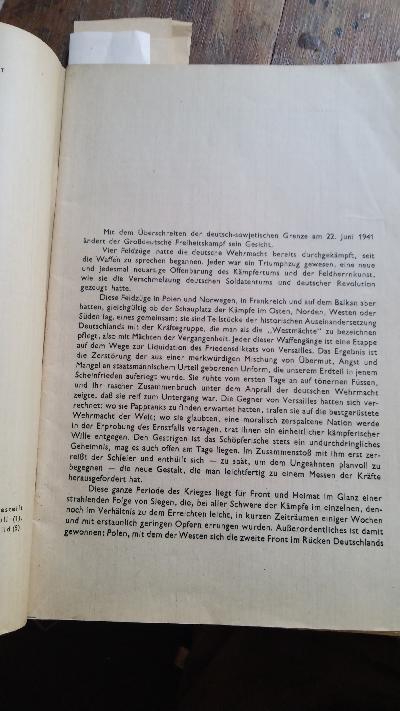 T
Mit dem Überschreiten der deutsch-sowjetischen Grenze am 22. Juni 1941
ändert der Großdeutsche Freiheitskampf sein Gesicht.
Vier Feldzüge hatte die deutsche Wehrmacht bereits durchgekämpft, seit
die Waffen zu sprechen begannen. Jeder war ein Triumphzug gewesen, eine neue
und jedesmal neuartige Offenbarung des Kämpfertums und der Feldherrnkunst,
wie sie die Verschmelzung deutschen Soldatentums und deutscher Revolution
gezeugt hatte.
Diese Feldzüge in Polen und Norwegen, in Frankreich und auf dem Balkan aber
hatten, gleichgültig ob der Schauplatz der Kämpfe im Osten, Norden, Westen oder
Süden lag, eines gemeinsam: sie sind Teilstücke der historischen Auseinandersetzung
Deutschlands mit der Kräftegruppe, die man als die „Westmächte" zu bezeichnen
pflegt, also mit Mächten der Vergangenheit. Jeder dieser Waffengänge ist eine Etappe
auf dem Wege zur Liquidation des Friedensdiktats von Versailles. Das Ergebnis ist
die Zerstörung der aus einer merkwürdigen Mischung von Übermut, Angst und
Mangel an staatsmännischem Urteil geborenen Unform, die unserem Erdteil in jenem
Scheinfrieden auferlegt wurde. Sie ruhte vom ersten Tage an auf tönernen Füssen,
und ihr rascher Zusammenbruch unter dem Anprall der deutschen Wehrmacht
zeigte, daß sie reif zum Untergang war. Die Gegner von Versailles hatten sich ver-
rechnet: wo sie Papptanks zu finden erwartet hatten, trafen sie auf die bestgerüstete
Wehrmacht der Welt; wo sie glaubten, eine moralisch zerspaltene Nation werde
in der Erprobung des Ernstfalls versagen, trat ihnen ein einheitlicher kämpferischer
Wille entgegen. Den Gestrigen ist das Schöpferische stets ein undurchdringliches
Geheimnis, mag es auch offen am Tage liegen. Im Zusammenstoß mit ihm erst zer-
reißt der Schleier und enthüllt sich — zu spät, um dem Ungeahnten planvoll zu
begegnen — die neue Gestalt, die man leichtfertig zu einem Messen der Kräfte
herausgefordert hat.
Diese ganze Periode des Krieges liegt für Front und Heimat im Glanz einer
strahlenden Folge von Siegen, die, bei aller Schwere der Kämpfe im einzelnen, den-
noch im Verhältnis zu dem Erreichten leicht, in kurzen Zeiträumen einiger Wochen
und mit erstaunlich geringen Opfern errungen wurden. Außerordentliches ist damit
gewonnen; Polen, mit dem der Westen sich die zweite Front im Rücken Deutschlands
estellt
(1),
ild (5)